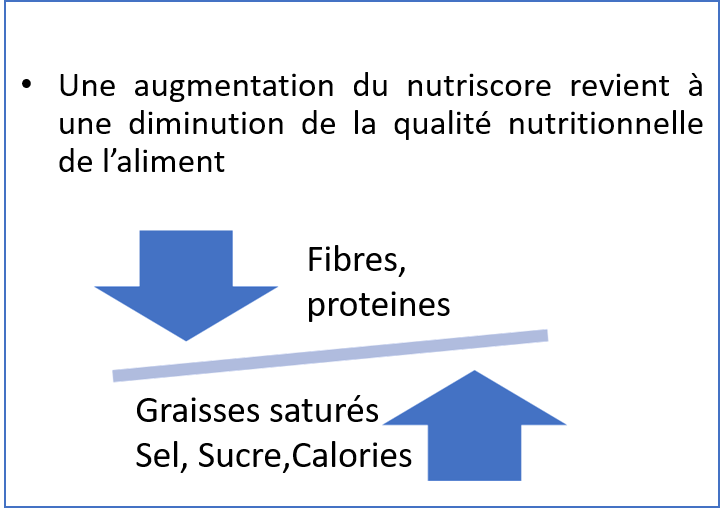 • Une augmentation du nutriscore revient à
une diminution de la qualité nutritionnelle
de l’aliment
Fibres,
proteines
Graisses saturés
Sel, Sucre,Calories